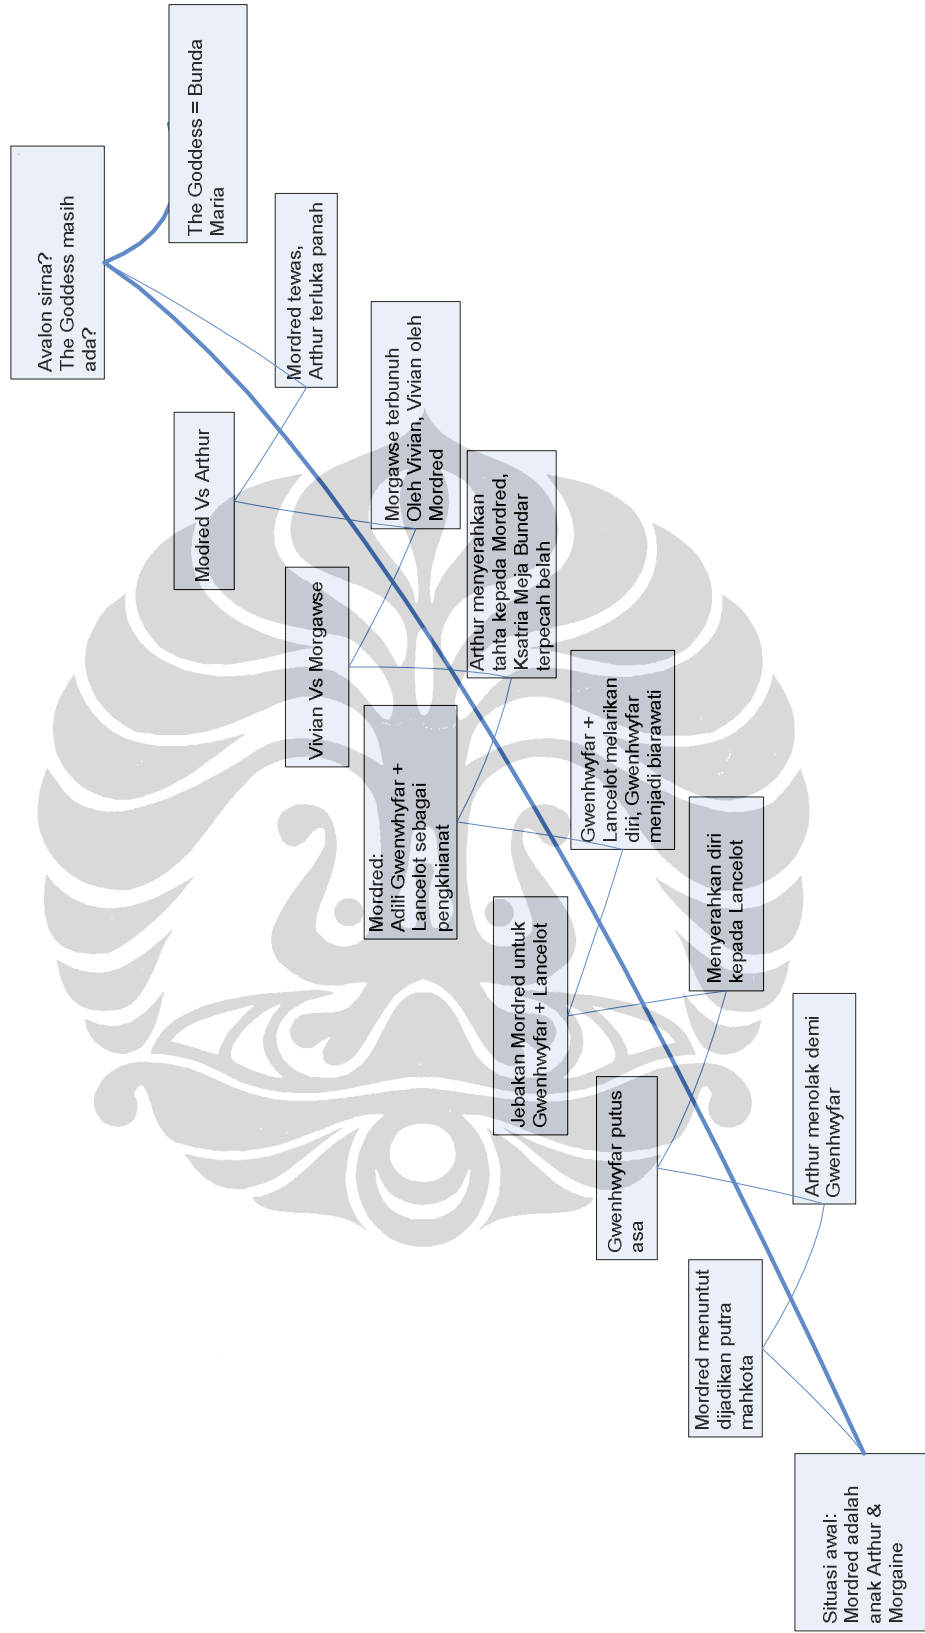 Situasi awal:
Mordred adalah
anak Arthur &
Morgaine
Mordred menuntut
dijadikan putra
mahkota
Arthur menolak demi
Gwenhwyfar
Gwenhwyfar putus
asa
Menyerahkan diri
kepada Lancelot
Jebakan Mordred untuk
Gwenhwyfar + Lancelot
Gwenhwyfar +
Lancelot melarikan
diri, Gwenhwyfar
menjadi biarawati
Mordred:
Adili Gwenwhyfar +
Lancelot sebagai
pengkhianat
Arthur menyerahkan
tahta kepada Mordred,
Ksatria Meja Bundar
terpecah belah
Vivian Vs Morgawse
Morgawse terbunuh
Oleh Vivian, Vivian oleh
Mordred
Modred Vs Arthur
Mordred tewas,
Arthur terluka panah
Avalon sirna?
The Goddess masih
ada?
The Goddess = Bunda
Maria